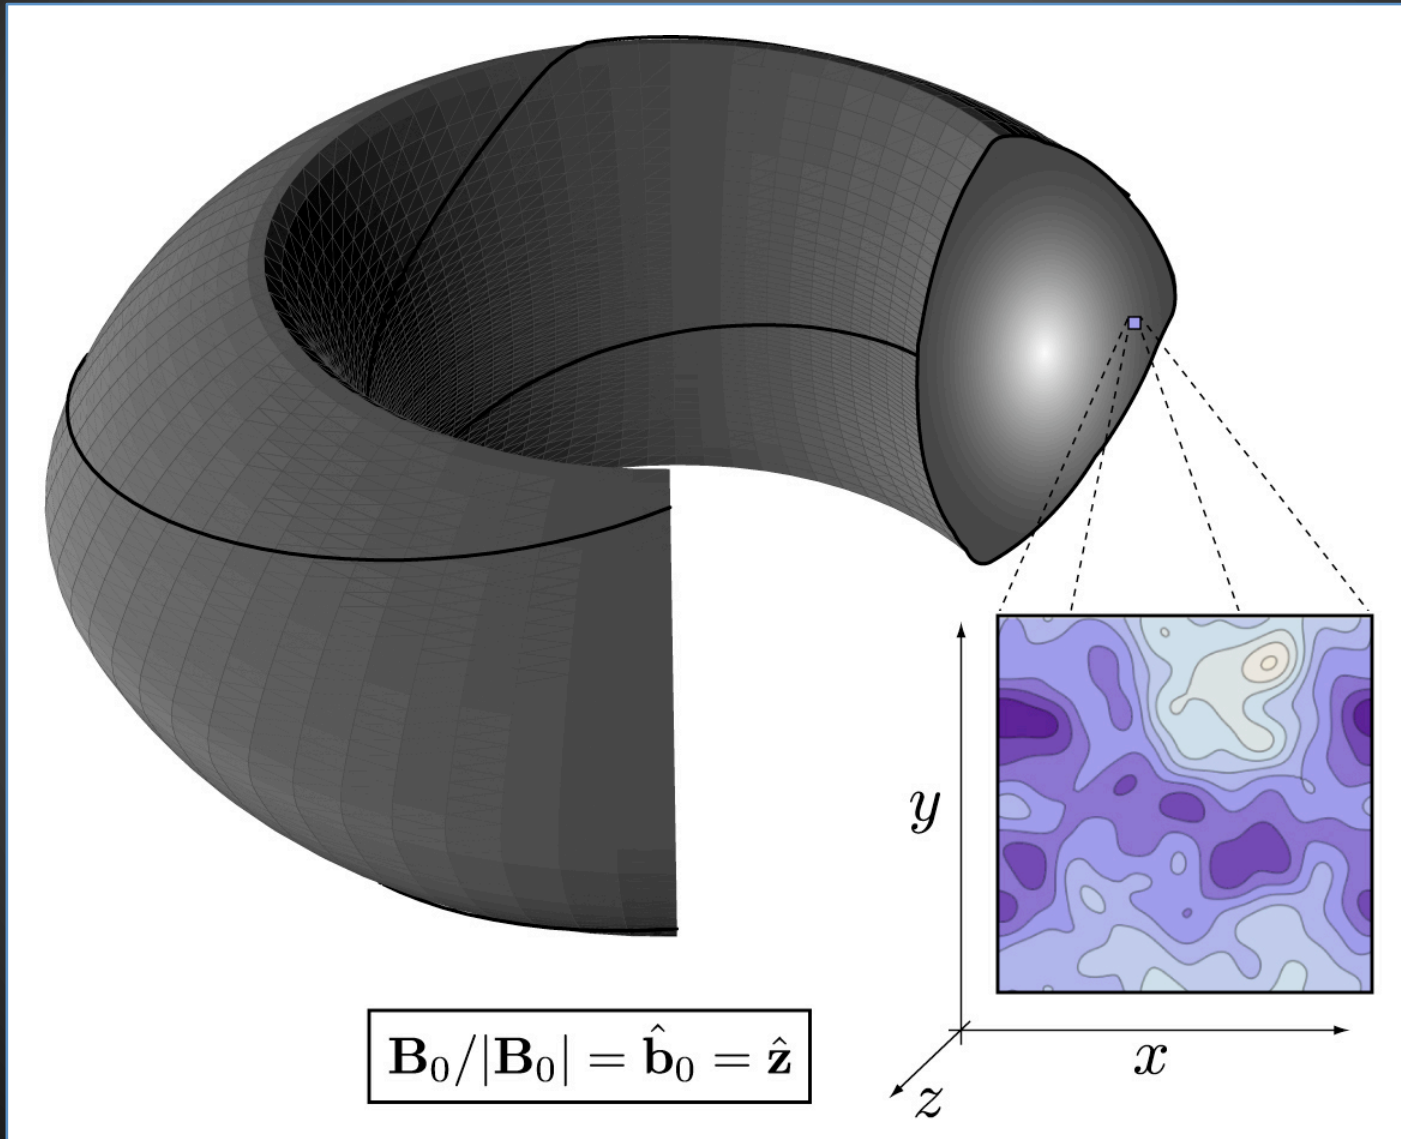 y
x
z
B₀/|B₀| = b̂₀ = ẑ